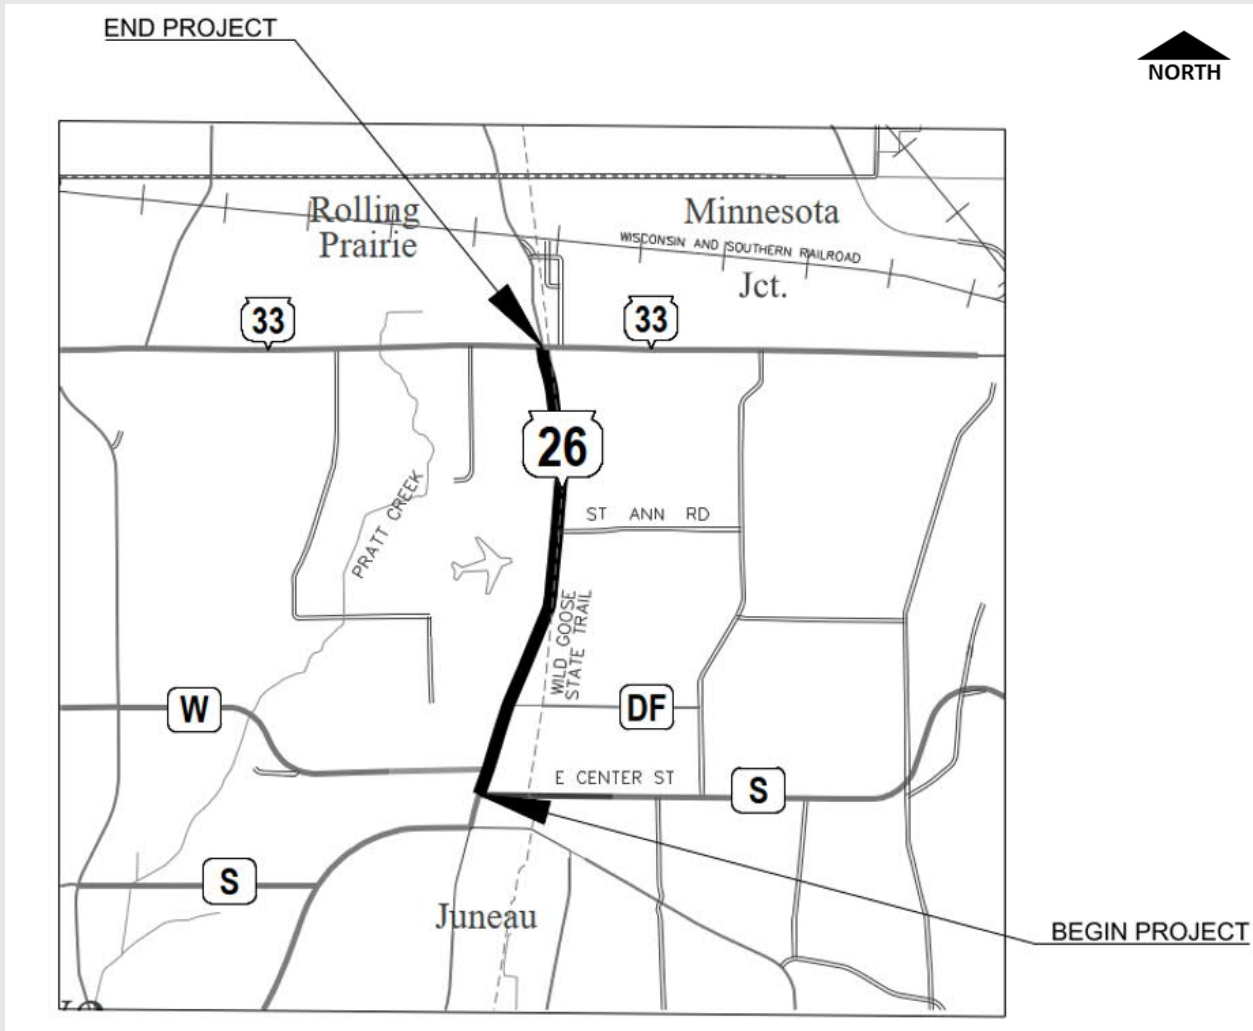 END PROJECT
NORTH
Rolling
Prairie
Minnesota
WISCONSIN AND SOUTHERN RAILROAD
Jct.
33
33
26
ST ANN RD
PRATT CREEK
WILD GOOSE
STATE TRAIL
W
DF
E CENTER ST
S
S
Juneau
BEGIN PROJECT